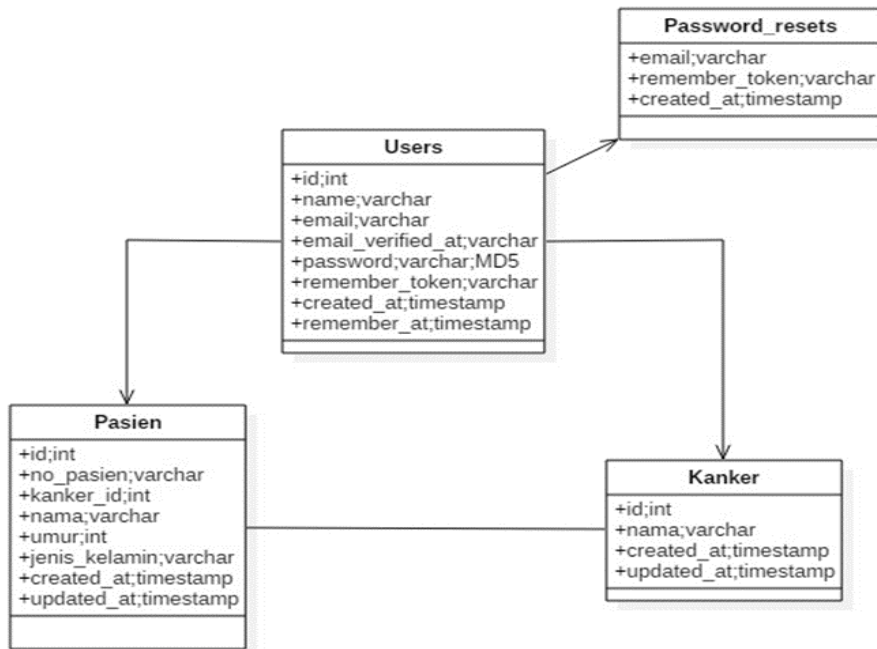 Password_resets
+email;varchar
+remember_token;varchar
+created_at;timestamp
Users
+id;int
+name;varchar
+email;varchar
+email_verified_at;varchar
+password;varchar;MD5
+remember_token;varchar
+created_at;timestamp
+remember_at;timestamp
Pasien
+id;int
+no_pasien;varchar
+kanker_id;int
+nama;varchar
+umur;int
+jenis_kelamin;varchar
+created_at;timestamp
+updated_at;timestamp
Kanker
+id;int
+nama;varchar
+created_at;timestamp
+updated_at;timestamp